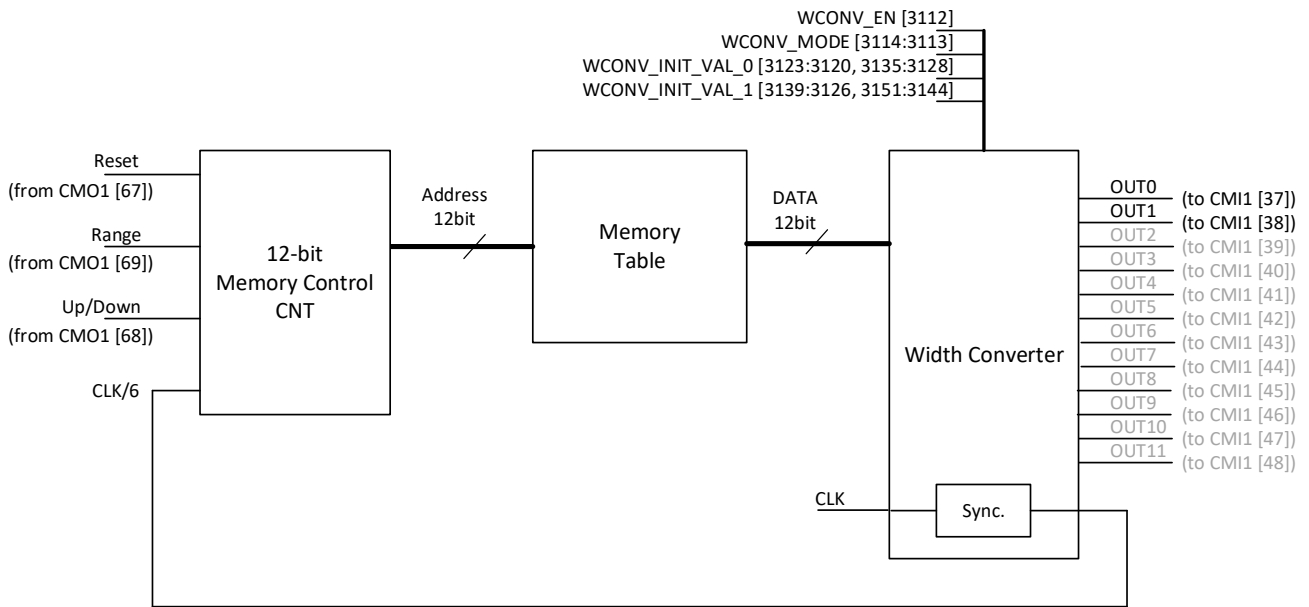 WCONV_EN [3112]
WCONV_MODE [3114:3113]
WCONV_INIT_VAL_0 [3123:3120, 3135:3128]
WCONV_INIT_VAL_1 [3139:3126, 3151:3144]
Reset
(from CMO1 [67])
Range
(from CMO1 [69])
Up/Down
(from CMO1 [68])
CLK/6
12-bit
Memory Control
CNT
Address
12bit
Memory
Table
DATA
12bit
Width Converter
CLK
Sync.
OUT0 (to CMI1 [37])
OUT1 (to CMI1 [38])
OUT2 (to CMI1 [39])
OUT3 (to CMI1 [40])
OUT4 (to CMI1 [41])
OUT5 (to CMI1 [42])
OUT6 (to CMI1 [43])
OUT7 (to CMI1 [44])
OUT8 (to CMI1 [45])
OUT9 (to CMI1 [46])
OUT10 (to CMI1 [47])
OUT11 (to CMI1 [48])